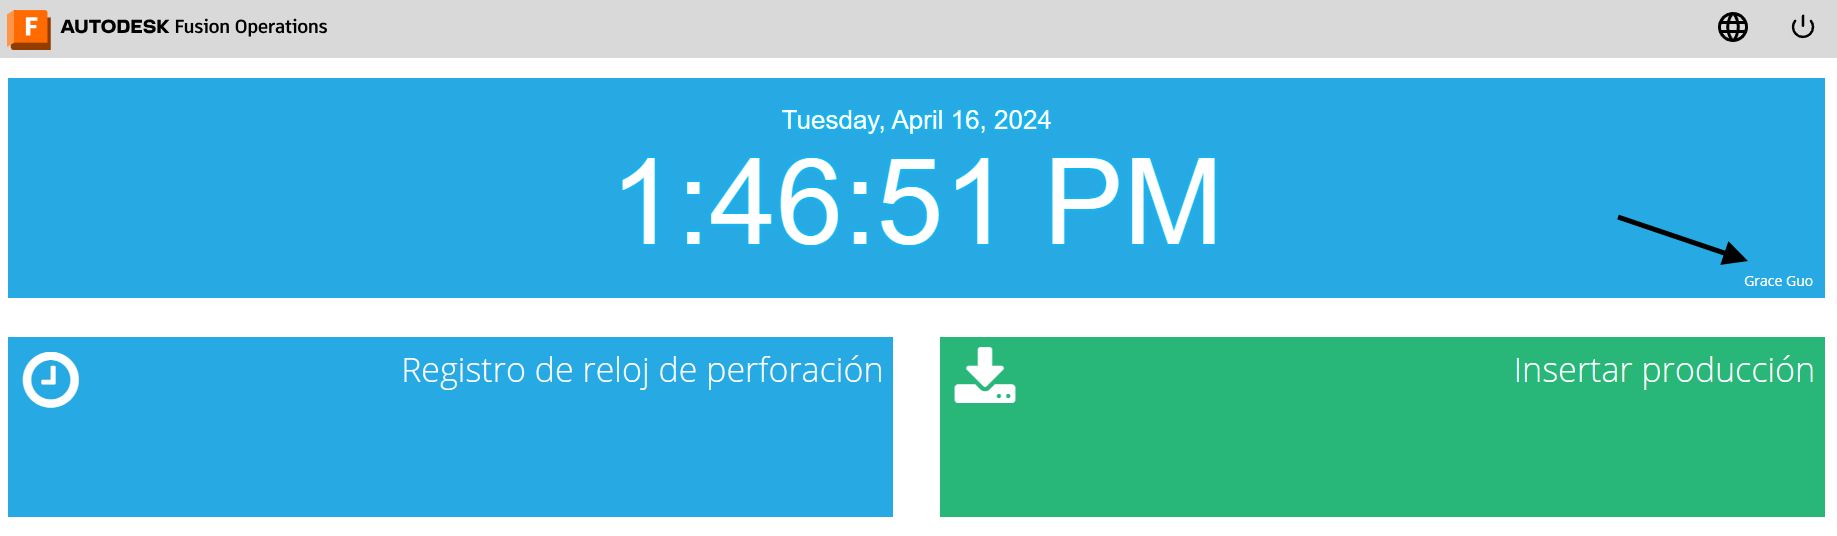 F AUTODESK Fusion Operations
Tuesday, April 16, 2024
1:46:51 PM
Grace Guo
Registro de reloj de perforación
Insertar producción